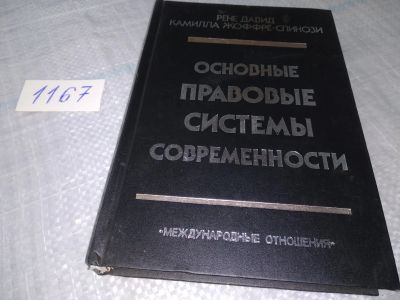 1167
РЕНЕ ДАВИД
КАМИЛЛА ЖОФФРЕ-СПИНОЗИ
ОСНОВНЫЕ
ПРАВОВЫЕ
СИСТЕМЫ
СОВРЕМЕННОСТИ
«МЕЖДУНАРОДНЫЕ ОТНОШЕНИЯ»